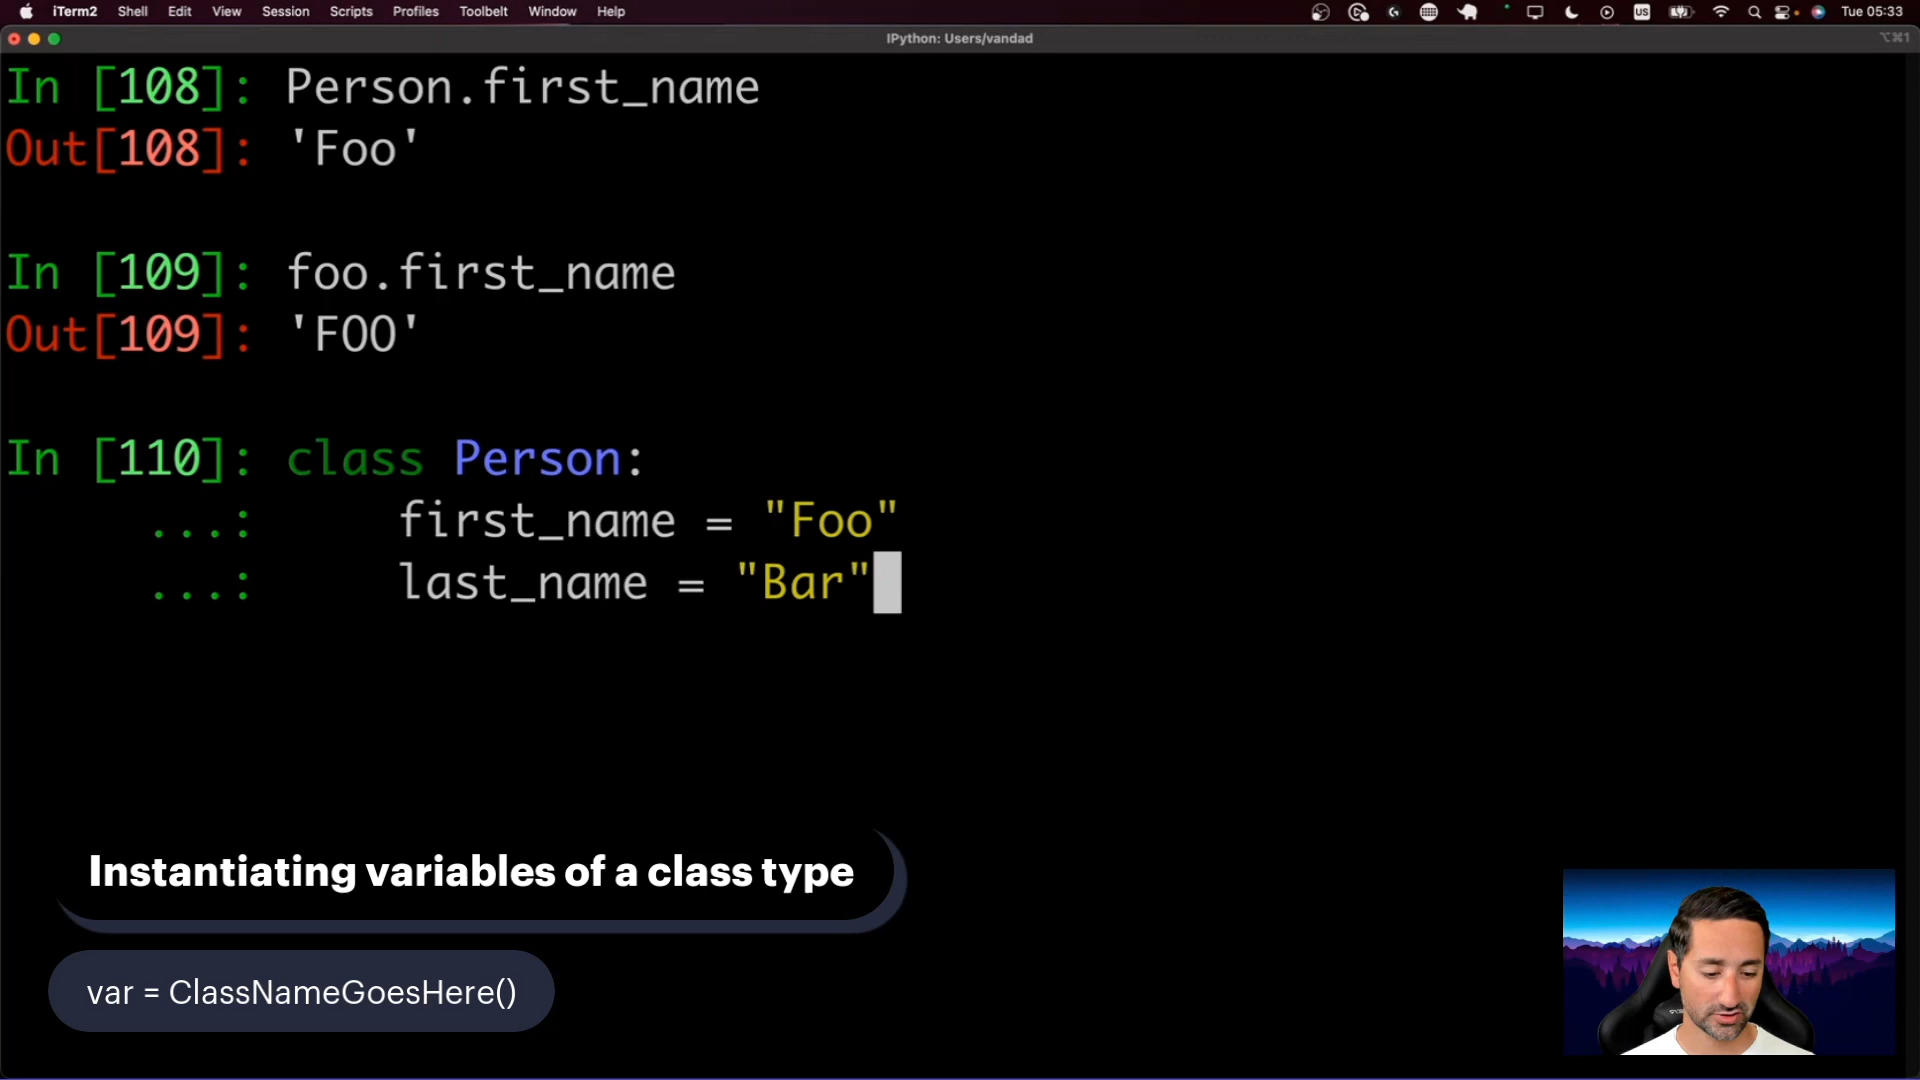 iTerm2 Shell Edit View Session Scripts Profiles Toolbelt Window Help US Tue 05:33
IPython: Users/vandad ⌥⌘1
In [108]: Person.first_name
Out[108]: 'Foo'
In [109]: foo.first_name
Out[109]: 'FOO'
In [110]: class Person:
...: first_name = "Foo"
...: last_name = "Bar"
Instantiating variables of a class type
var = ClassNameGoesHere()